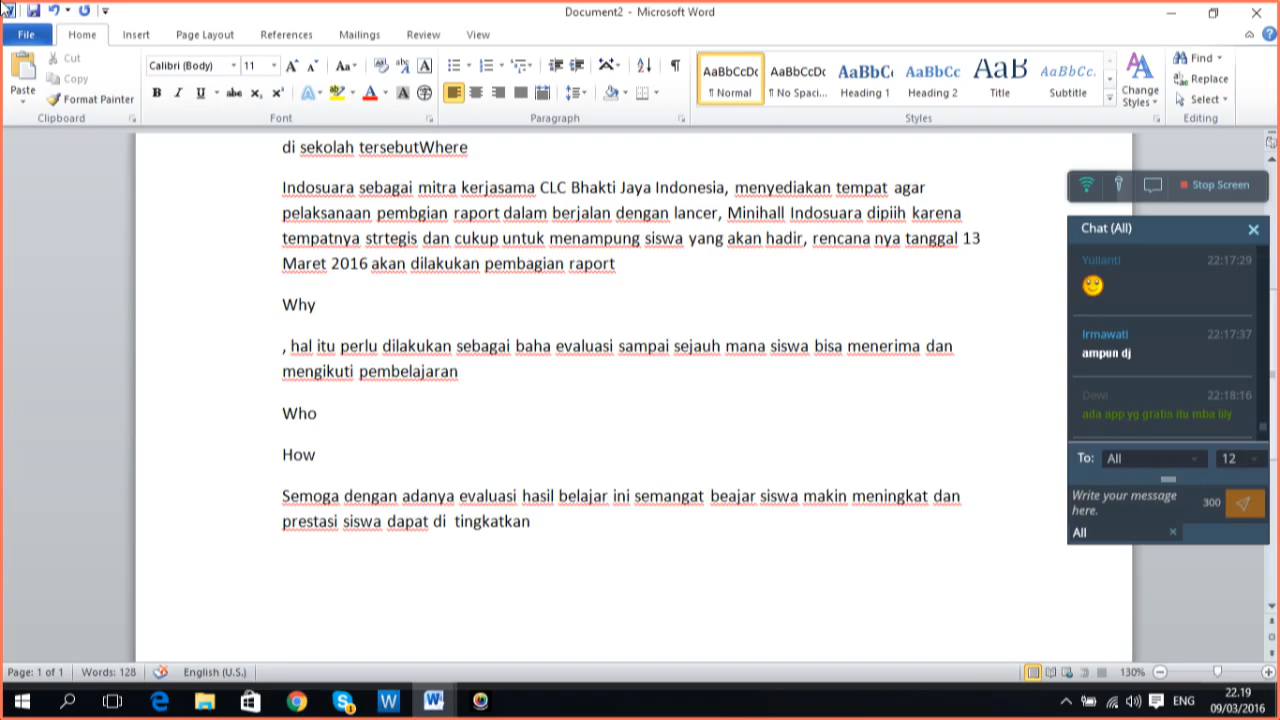 Document2 - Microsoft Word
File Home Insert Page Layout References Mailings Review View
Cut
Copy
Format Painter
Paste
Calibri (Body) 11
AaBbCcDc AaBbCcDc AaBbC AaBbCc AaB AaBbCc.
¶ Normal ¶ No Spaci... Heading 1 Heading 2 Title Subtitle
Change Styles
Find
Replace
Select
Clipboard Font Paragraph Styles Editing
di sekolah tersebutWhere
Indosuara sebagai mitra kerjasama CLC Bhakti Jaya Indonesia, menyediakan tempat agar
pelaksanaan pembgian raport dalam berjalan dengan lancer, Minihall Indosuara dipiih karena
tempatnya strtegis dan cukup untuk menampung siswa yang akan hadir, rencana nya tanggal 13
Maret 2016 akan dilakukan pembagian raport
Why
, hal itu perlu dilakukan sebagai baha evaluasi sampai sejauh mana siswa bisa menerima dan
mengikuti pembelajaran
Who
How
Semoga dengan adanya evaluasi hasil belajar ini semangat beajar siswa makin meningkat dan
prestasi siswa dapat di  tingkatkan
Stop Screen
Chat (All)
Yulianti 22:17:29
Irmawati 22:17:37
ampun dj
Dewi 22:18:16
ada app yg gratis itu mba lily
To: All 12
Write your message here. 300
All
Page: 1 of 1 Words: 128 English (U.S.) 130%
ENG 22.19
09/03/2016